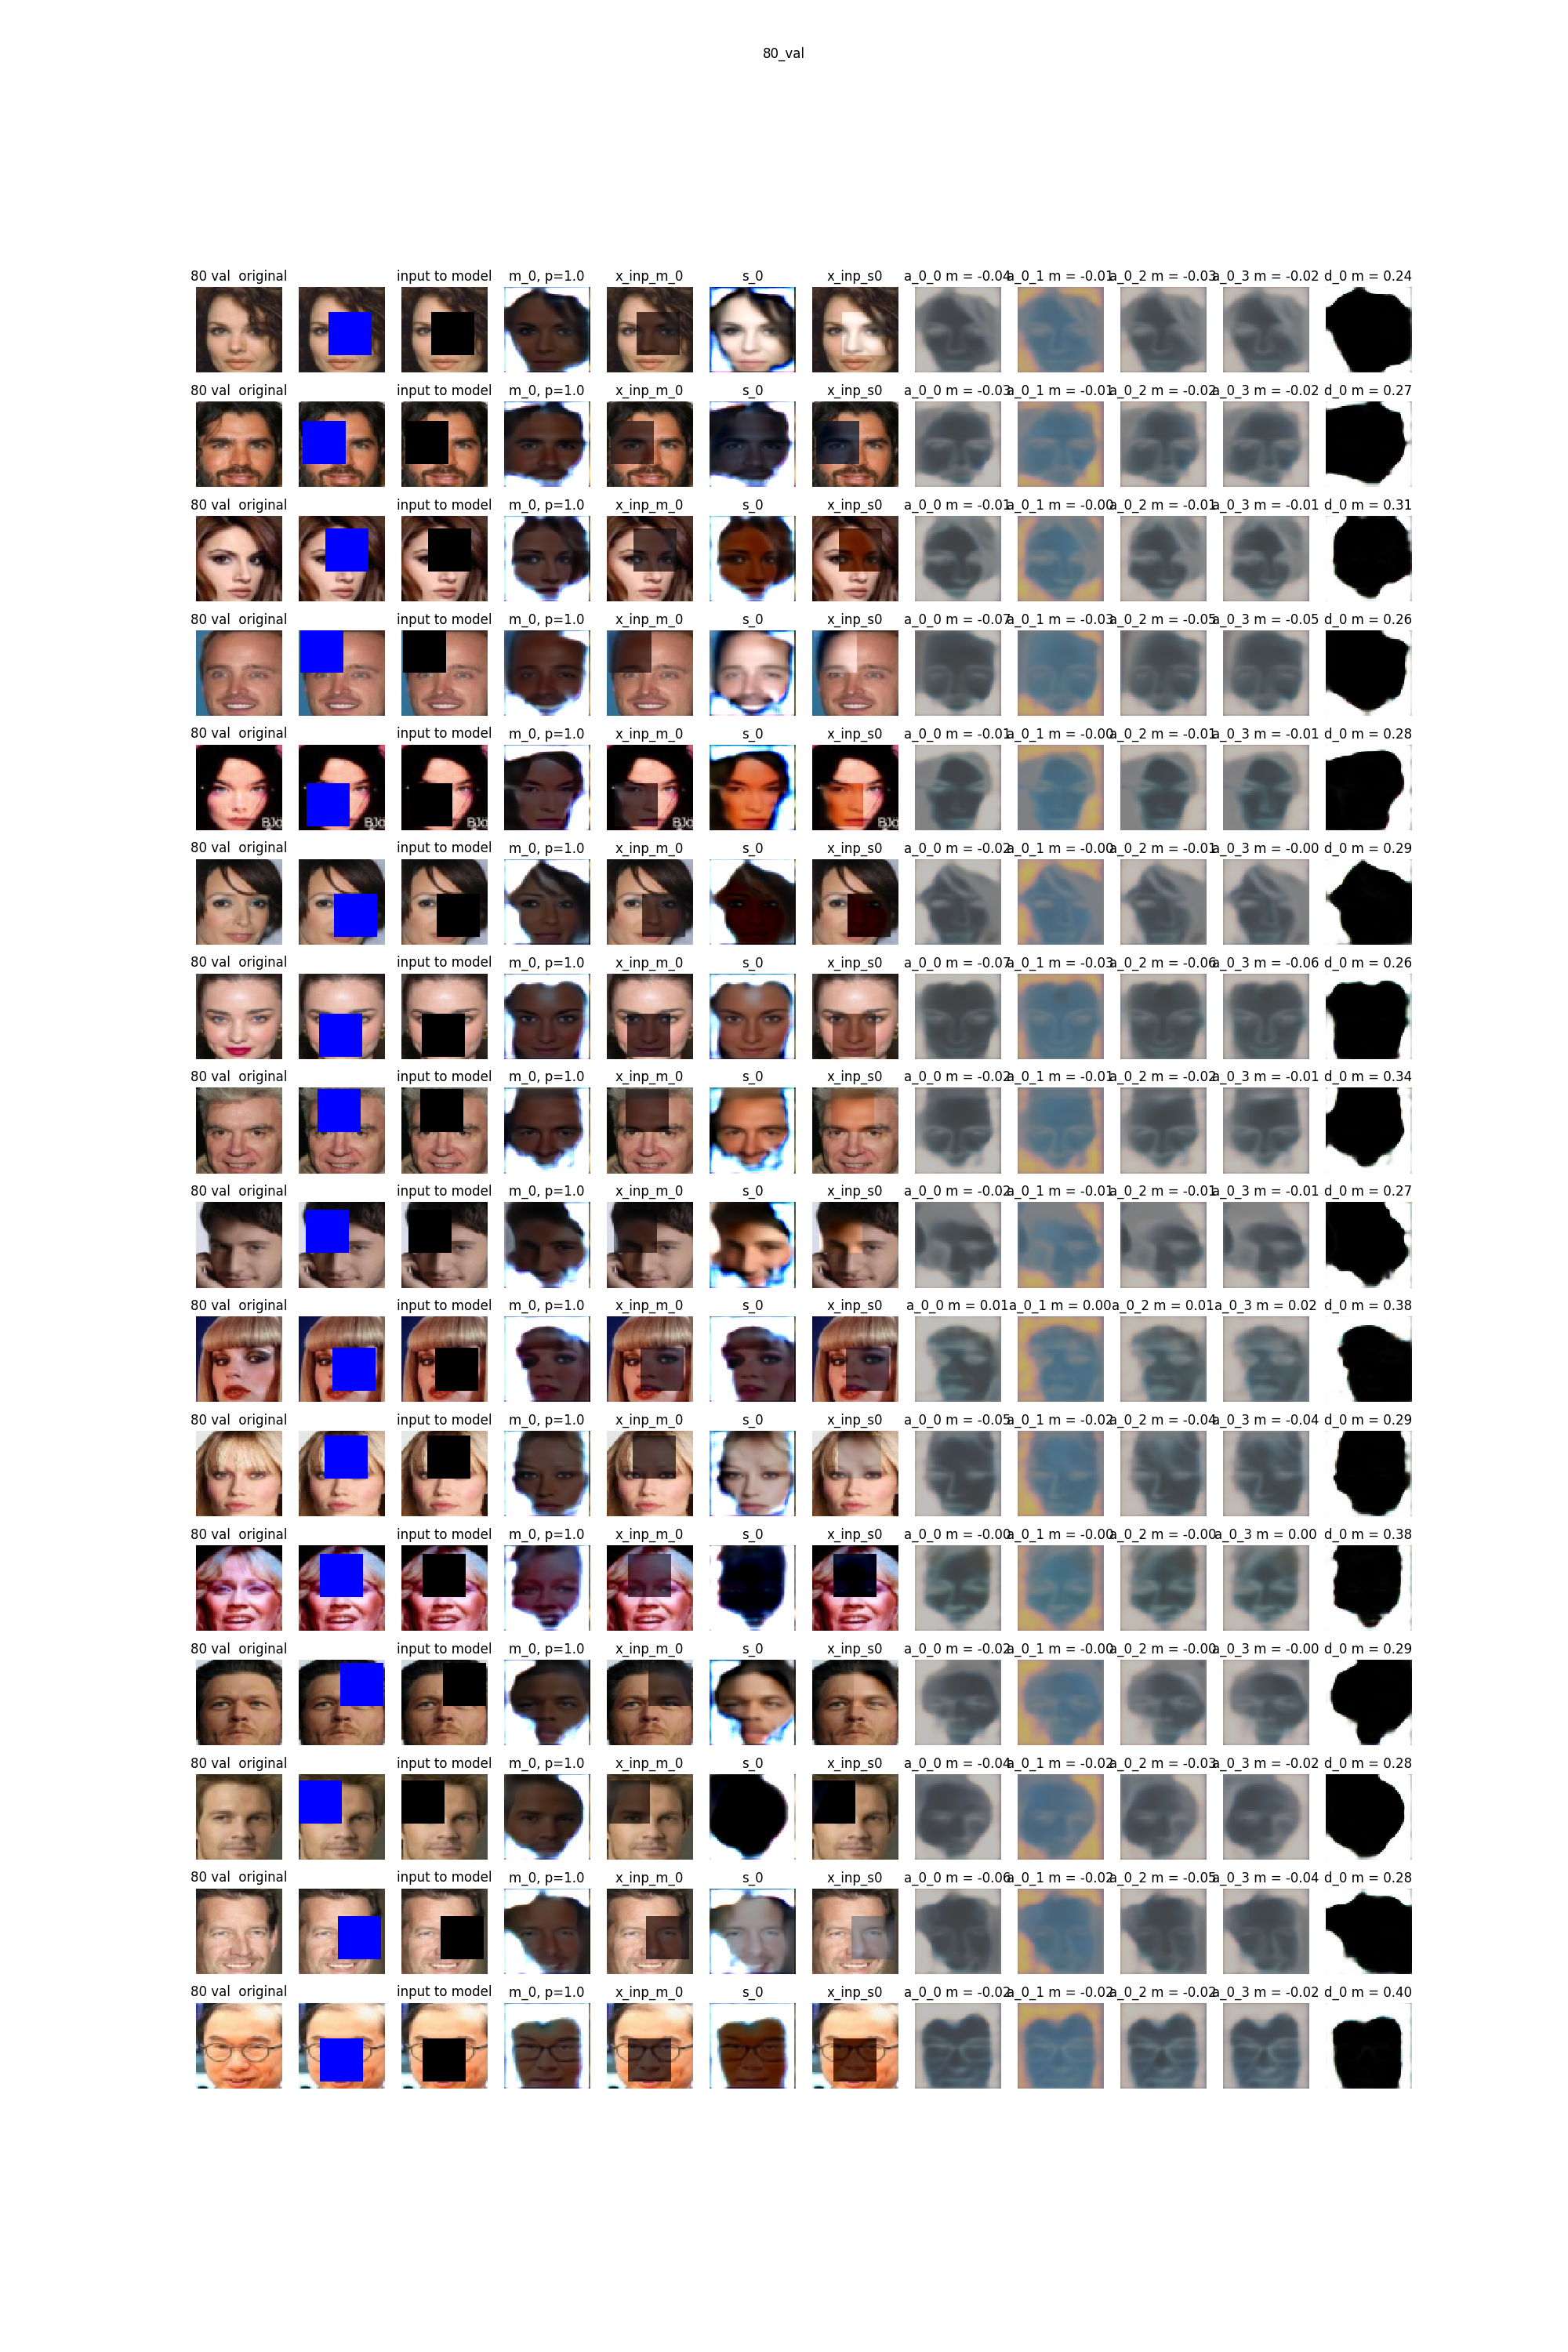 80_val
80 val original input to model m_0, p=1.0 x_inp_m_0 s_0 x_inp_s0 a_0_0 m = -0.04 a_0_1 m = -0.01 a_0_2 m = -0.03 a_0_3 m = -0.02 d_0 m = 0.24
80 val original input to model m_0, p=1.0 x_inp_m_0 s_0 x_inp_s0 a_0_0 m = -0.03 a_0_1 m = -0.01 a_0_2 m = -0.02 a_0_3 m = -0.02 d_0 m = 0.27
80 val original input to model m_0, p=1.0 x_inp_m_0 s_0 x_inp_s0 a_0_0 m = -0.01 a_0_1 m = -0.00 a_0_2 m = -0.01 a_0_3 m = -0.01 d_0 m = 0.31
80 val original input to model m_0, p=1.0 x_inp_m_0 s_0 x_inp_s0 a_0_0 m = -0.07 a_0_1 m = -0.03 a_0_2 m = -0.05 a_0_3 m = -0.05 d_0 m = 0.26
80 val original input to model m_0, p=1.0 x_inp_m_0 s_0 x_inp_s0 a_0_0 m = -0.01 a_0_1 m = -0.00 a_0_2 m = -0.01 a_0_3 m = -0.01 d_0 m = 0.28
80 val original input to model m_0, p=1.0 x_inp_m_0 s_0 x_inp_s0 a_0_0 m = -0.02 a_0_1 m = -0.00 a_0_2 m = -0.01 a_0_3 m = -0.00 d_0 m = 0.29
80 val original input to model m_0, p=1.0 x_inp_m_0 s_0 x_inp_s0 a_0_0 m = -0.07 a_0_1 m = -0.03 a_0_2 m = -0.06 a_0_3 m = -0.06 d_0 m = 0.26
80 val original input to model m_0, p=1.0 x_inp_m_0 s_0 x_inp_s0 a_0_0 m = -0.02 a_0_1 m = -0.01 a_0_2 m = -0.02 a_0_3 m = -0.01 d_0 m = 0.34
80 val original input to model m_0, p=1.0 x_inp_m_0 s_0 x_inp_s0 a_0_0 m = -0.02 a_0_1 m = -0.01 a_0_2 m = -0.01 a_0_3 m = -0.01 d_0 m = 0.27
80 val original input to model m_0, p=1.0 x_inp_m_0 s_0 x_inp_s0 a_0_0 m = 0.01 a_0_1 m = 0.00 a_0_2 m = 0.01 a_0_3 m = 0.02 d_0 m = 0.38
80 val original input to model m_0, p=1.0 x_inp_m_0 s_0 x_inp_s0 a_0_0 m = -0.05 a_0_1 m = -0.02 a_0_2 m = -0.04 a_0_3 m = -0.04 d_0 m = 0.29
80 val original input to model m_0, p=1.0 x_inp_m_0 s_0 x_inp_s0 a_0_0 m = -0.00 a_0_1 m = -0.00 a_0_2 m = -0.00 a_0_3 m = 0.00 d_0 m = 0.38
80 val original input to model m_0, p=1.0 x_inp_m_0 s_0 x_inp_s0 a_0_0 m = -0.02 a_0_1 m = -0.00 a_0_2 m = -0.00 a_0_3 m = -0.00 d_0 m = 0.29
80 val original input to model m_0, p=1.0 x_inp_m_0 s_0 x_inp_s0 a_0_0 m = -0.04 a_0_1 m = -0.02 a_0_2 m = -0.03 a_0_3 m = -0.02 d_0 m = 0.28
80 val original input to model m_0, p=1.0 x_inp_m_0 s_0 x_inp_s0 a_0_0 m = -0.06 a_0_1 m = -0.02 a_0_2 m = -0.05 a_0_3 m = -0.04 d_0 m = 0.28
80 val original input to model m_0, p=1.0 x_inp_m_0 s_0 x_inp_s0 a_0_0 m = -0.02 a_0_1 m = -0.02 a_0_2 m = -0.02 a_0_3 m = -0.02 d_0 m = 0.40